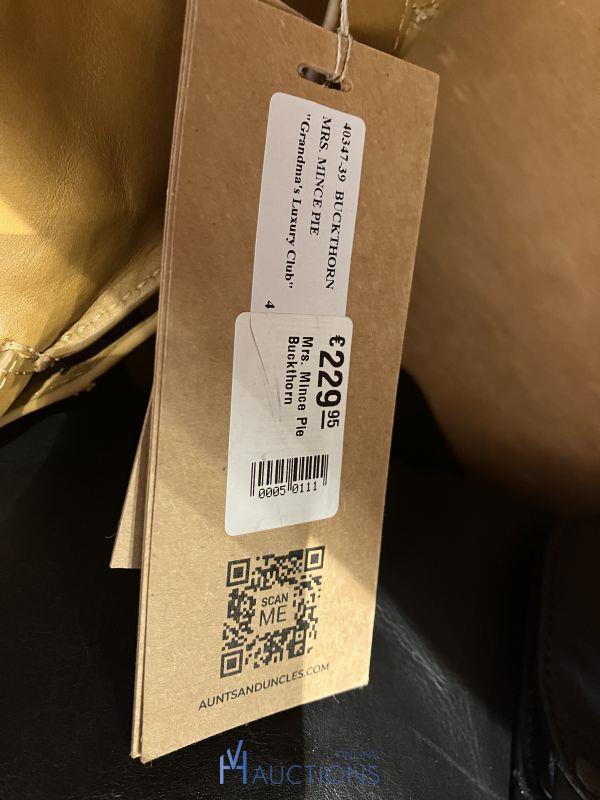 40347-39 BUCKTHORN
MRS. MINCE PIE
"Grandma's Luxury Club"
4
€229.95
Mrs. Mince Pie
Buckthorn
0005 0111
SCAN
ME
AUNTSANDUNCLES.COM
ONLINE
AUCTIONS